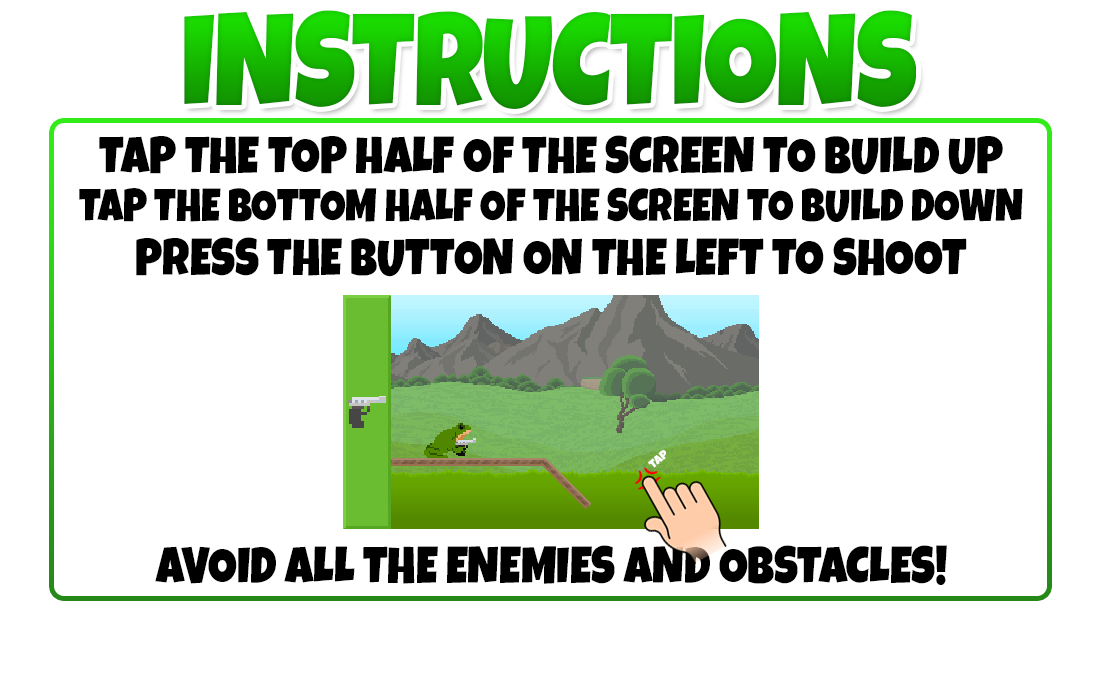 INSTRUCTIONS
TAP THE TOP HALF OF THE SCREEN TO BUILD UP
TAP THE BOTTOM HALF OF THE SCREEN TO BUILD DOWN
PRESS THE BUTTON ON THE LEFT TO SHOOT
TAP
AVOID ALL THE ENEMIES AND OBSTACLES!